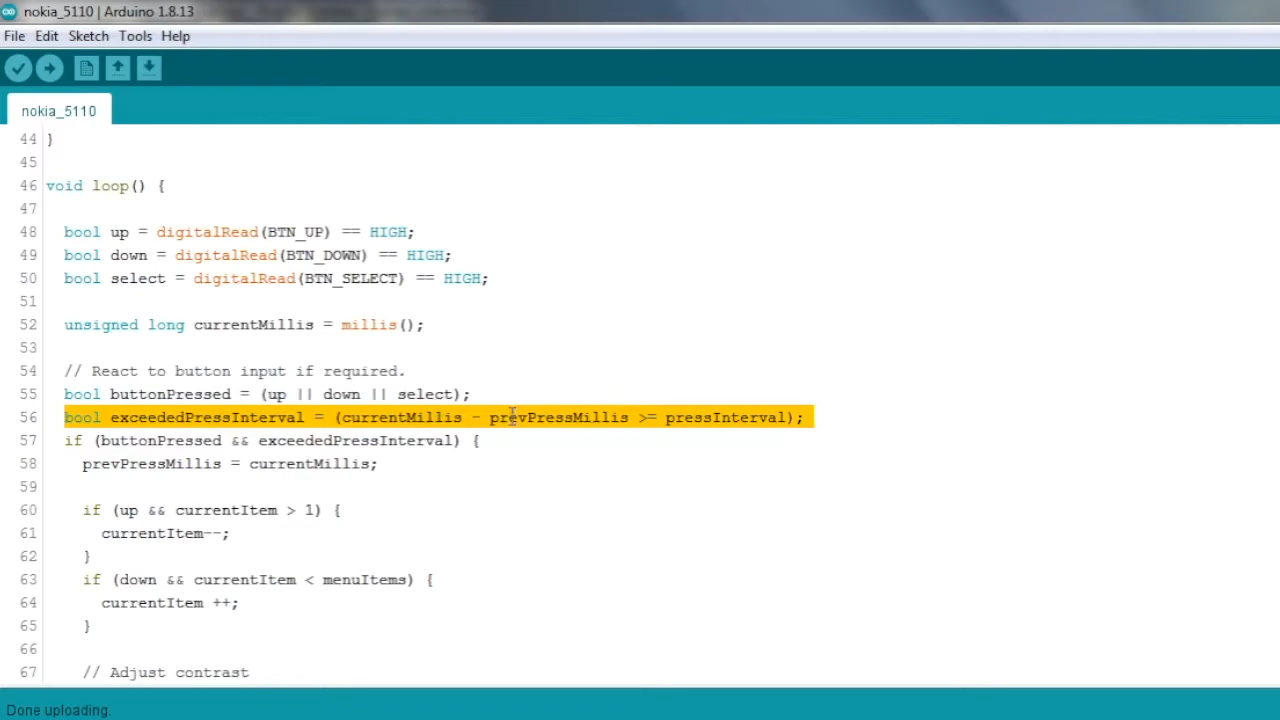 nokia_5110 | Arduino 1.8.13
File Edit Sketch Tools Help
nokia_5110
44 }
45
46 void loop() {
47
48 bool up = digitalRead(BTN_UP) == HIGH;
49 bool down = digitalRead(BTN_DOWN) == HIGH;
50 bool select = digitalRead(BTN_SELECT) == HIGH;
51
52 unsigned long currentMillis = millis();
53
54 // React to button input if required.
55 bool buttonPressed = (up || down || select);
56 bool exceededPressInterval = (currentMillis - prevPressMillis >= pressInterval);
57 if (buttonPressed && exceededPressInterval) {
58 prevPressMillis = currentMillis;
59
60 if (up && currentItem > 1) {
61 currentItem--;
62 }
63 if (down && currentItem < menuItems) {
64 currentItem ++;
65 }
66
67 // Adjust contrast
Done uploading.